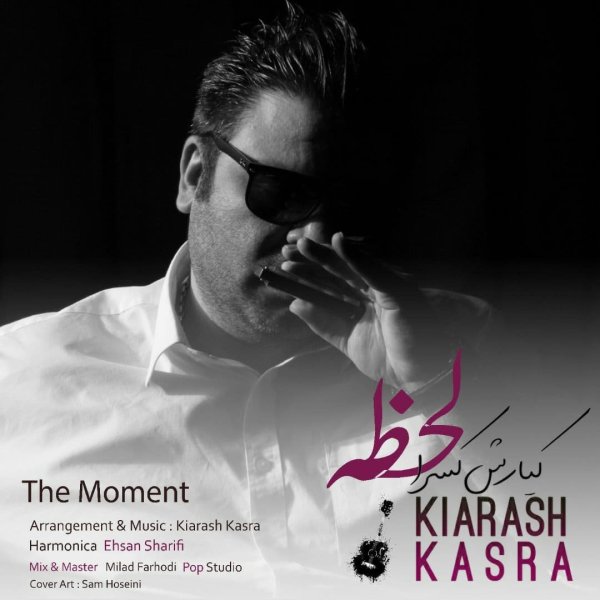 لحظه
کیارش کسرا
KIARASH
KASRA
The Moment
Arrangement & Music : Kiarash Kasra
Harmonica Ehsan Sharifi
Mix & Master Milad Farhodi Pop Studio
Cover Art : Sam Hoseini